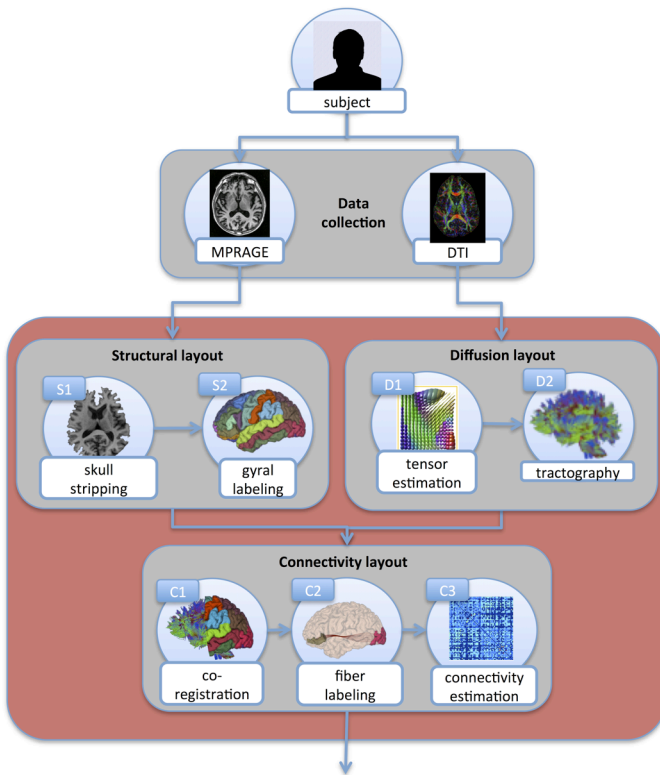 subject
Data
collection
MPRAGE
DTI
Structural layout
Diffusion layout
S1
S2
D1
D2
skull
stripping
gyral
labeling
tensor
estimation
tractography
Connectivity layout
C1
C2
C3
co-
registration
fiber
labeling
connectivity
estimation